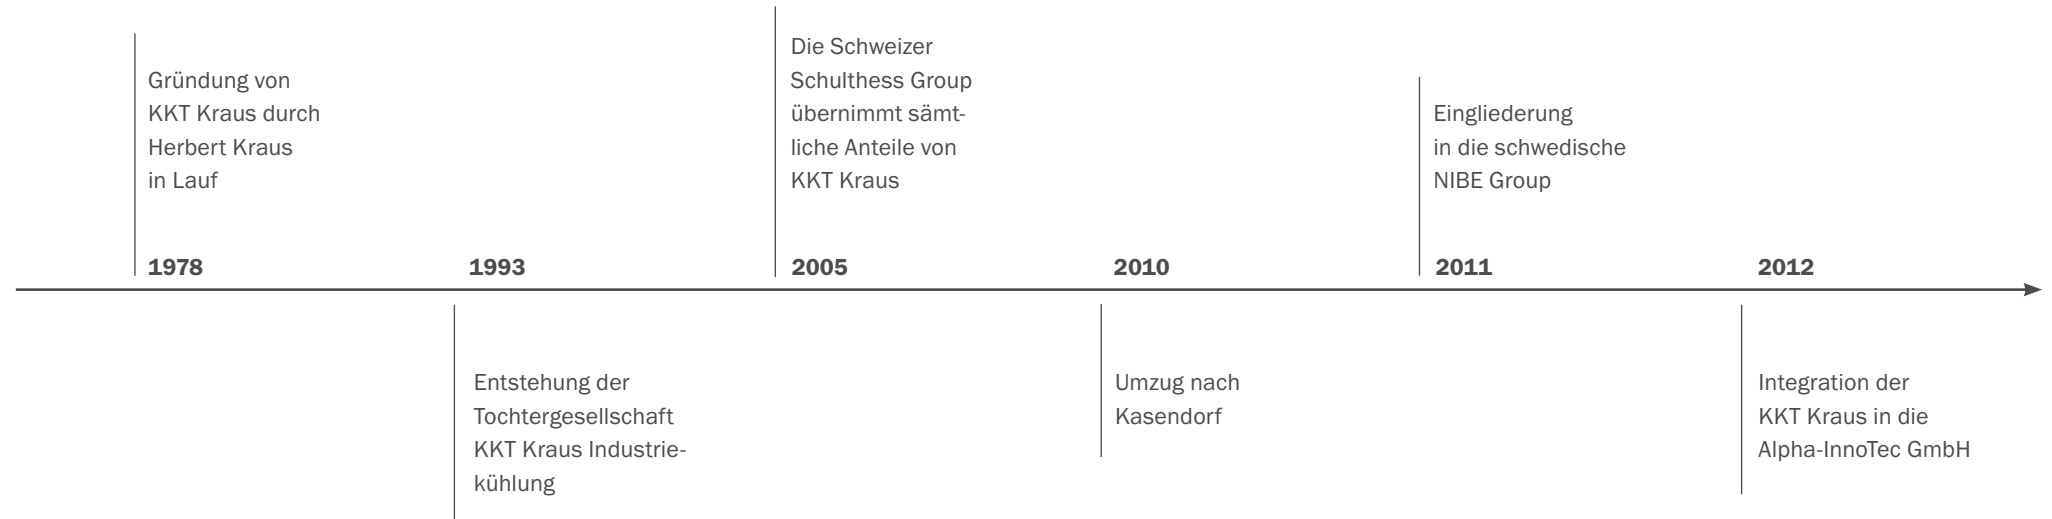 Gründung von
KKT Kraus durch
Herbert Kraus
in Lauf
1978
1993
Entstehung der
Tochtergesellschaft
KKT Kraus Industrie-
kühlung
Die Schweizer
Schulthess Group
übernimmt sämt-
liche Anteile von
KKT Kraus
2005
2010
Umzug nach
Kasendorf
Eingliederung
in die schwedische
NIBE Group
2011
2012
Integration der
KKT Kraus in die
Alpha-InnoTec GmbH